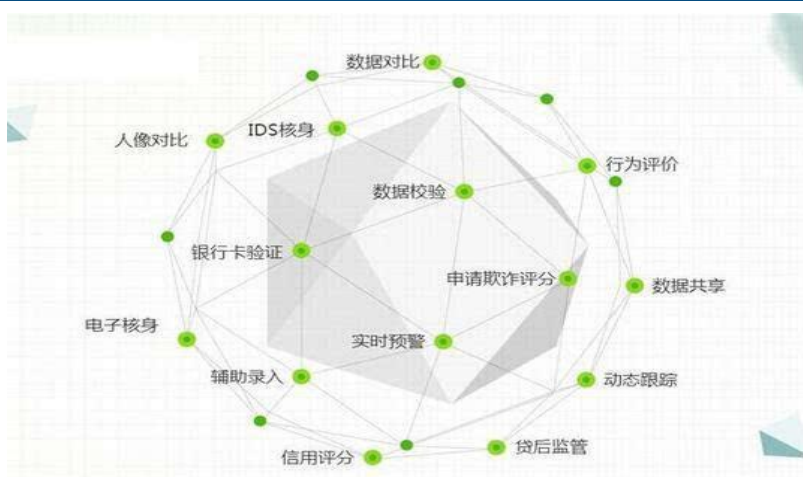 数据对比
IDS核身
人像对比
行为评价
数据校验
银行卡验证
申请欺诈评分
数据共享
电子核身
实时预警
辅助录入
动态跟踪
贷后监管
信用评分